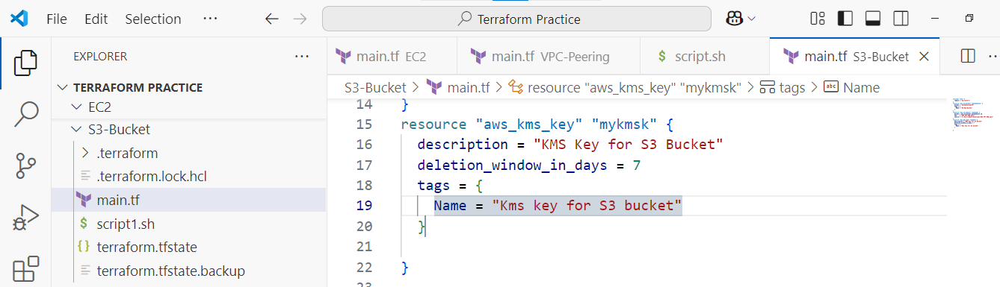 File Edit Selection ··· Terraform Practice
EXPLORER ···
TERRAFORM PRACTICE
EC2
S3-Bucket
.terraform
.terraform.lock.hcl
main.tf
$ script1.sh
{} terraform.tfstate
terraform.tfstate.backup
main.tf EC2 main.tf VPC-Peering $ script.sh main.tf S3-Bucket
S3-Bucket > main.tf > resource "aws_kms_key" "mykmsk" > tags > abc Name
14 }
15 resource "aws_kms_key" "mykmsk" {
16 description = "KMS Key for S3 Bucket"
17 deletion_window_in_days = 7
18 tags = {
19 Name = "Kms key for S3 bucket"
20 }
21
22 }
23